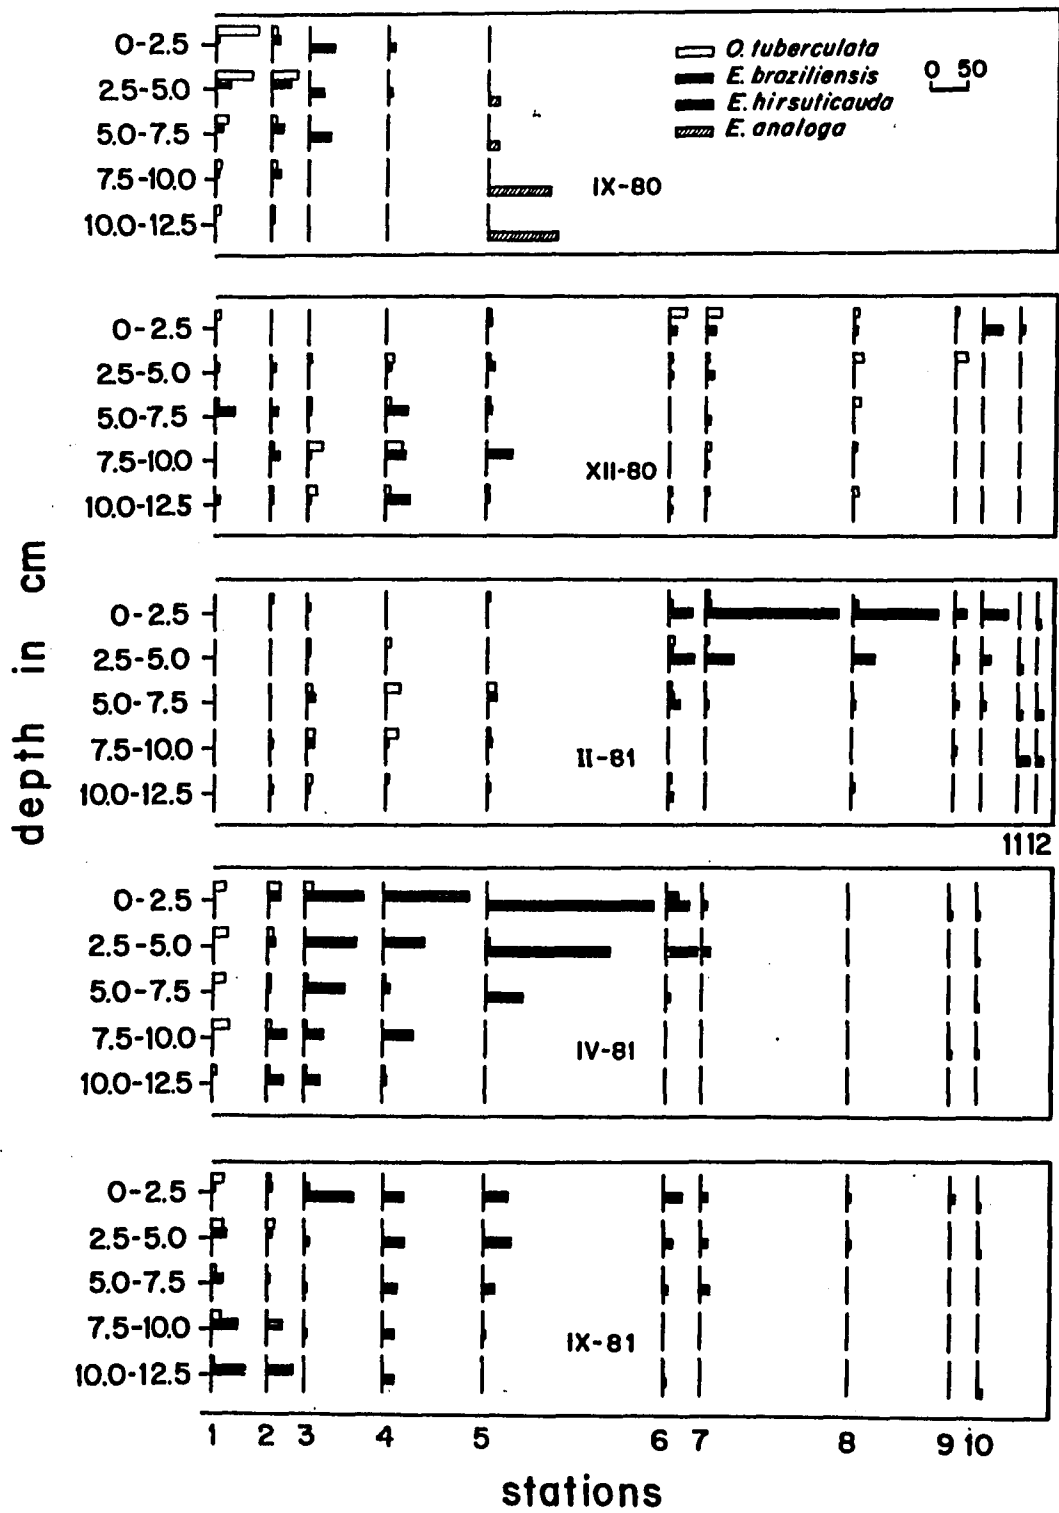 0-2.5
2.5-5.0
5.0-7.5
7.5-10.0
10.0-12.5
O. tuberculata
E. braziliensis
E. hirsuticauda
E. analoga
0 50
IX-80
0-2.5
2.5-5.0
5.0-7.5
7.5-10.0
10.0-12.5
XII-80
0-2.5
2.5-5.0
5.0-7.5
7.5-10.0
10.0-12.5
II-81
11 12
0-2.5
2.5-5.0
5.0-7.5
7.5-10.0
10.0-12.5
IV-81
0-2.5
2.5-5.0
5.0-7.5
7.5-10.0
10.0-12.5
IX-81
1 2 3 4 5 6 7 8 9 10
stations
depth in cm